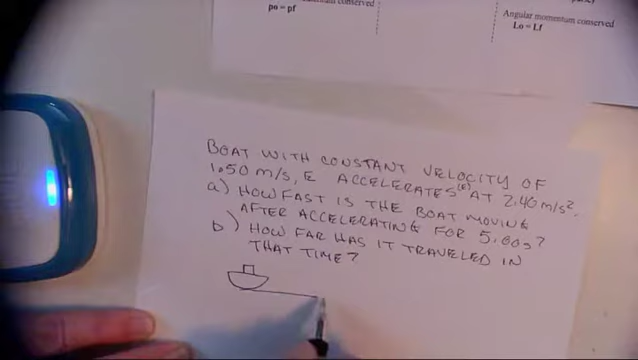 po = pf
conserved
Angular momentum conserved
Lo = Lf
BOAT WITH CONSTANT VELOCITY OF
1.50 m/s, E ACCELERATES (E) AT 2.40 m/s².
a) HOW FAST IS THE BOAT MOVING
AFTER ACCELERATING FOR 5.00s?
b) HOW FAR HAS IT TRAVELED IN
THAT TIME?